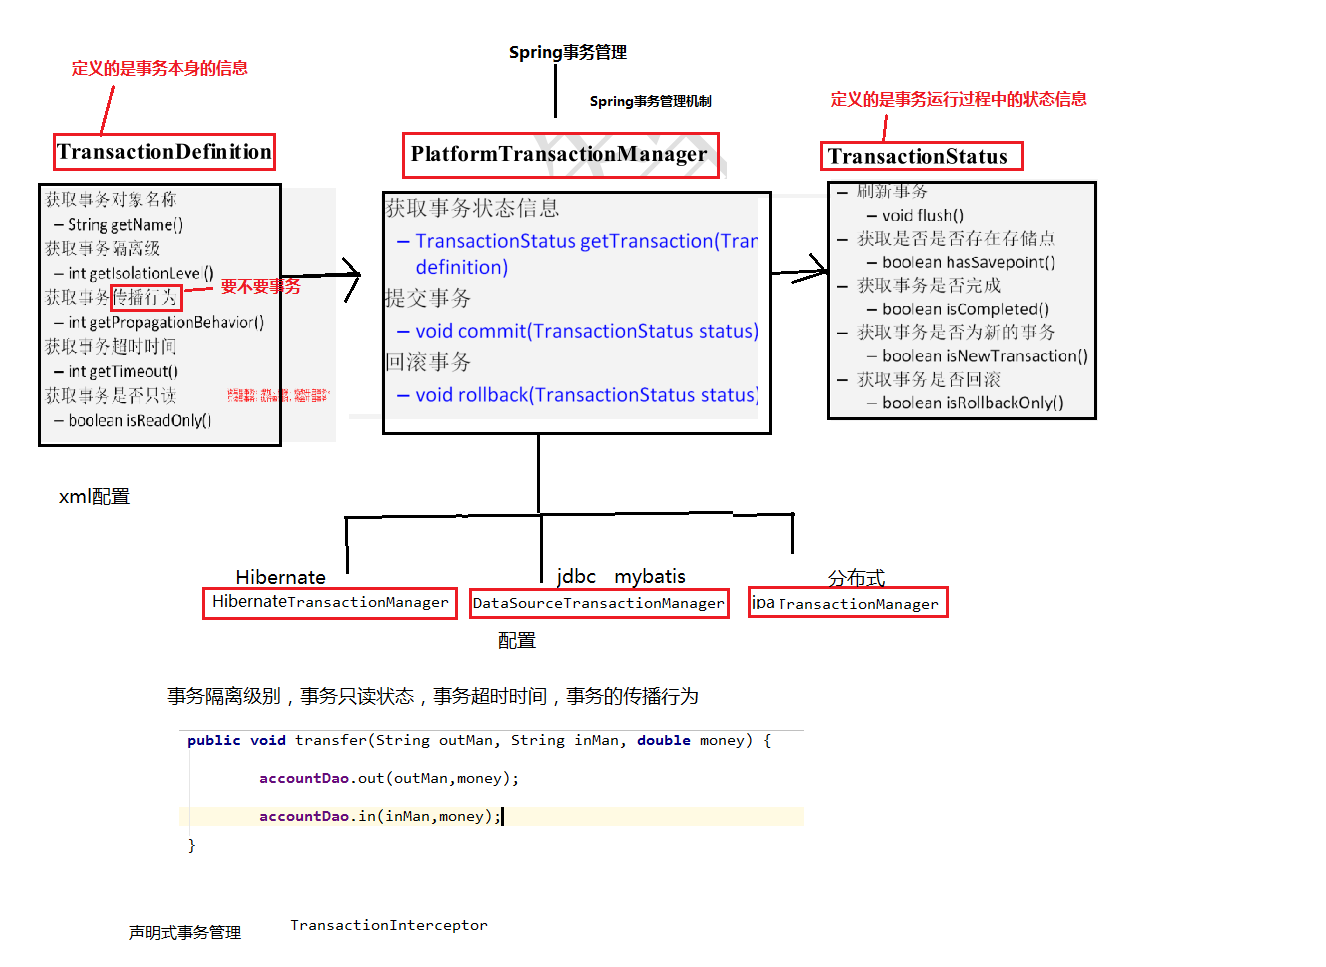 Spring事务管理
定义的是事务本身的信息
Spring事务管理机制
定义的是事务运行过程中的状态信息
TransactionDefinition
PlatformTransactionManager
TransactionStatus
获取事务对象名称
– String getName()
获取事务隔离级
– int getIsolationLeve()
获取事务传播行为
要不要事务
– int getPropagationBehavior()
获取事务超时时间
– int getTimeout()
获取事务是否只读
– boolean isReadOnly()
获取事务状态信息
– TransactionStatus getTransaction(Tran
definition)
提交事务
– void commit(TransactionStatus status)
回滚事务
– void rollback(TransactionStatus status)
– 刷新事务
– void flush()
– 获取是否是否存在存储点
– boolean hasSavepoint()
– 获取事务是否完成
– boolean isCompleted()
– 获取事务是否为新的事务
– boolean isNewTransaction()
– 获取事务是否回滚
– boolean isRollbackOnly()
xml配置
Hibernate
HibernateTransactionManager
jdbc mybatis
DataSourceTransactionManager
分布式
ipaTransactionManager
配置
事务隔离级别，事务只读状态，事务超时时间，事务的传播行为
public void transfer(String outMan, String inMan, double money) {
accountDao.out(outMan,money);
accountDao.in(inMan,money);
}
声明式事务管理
TransactionInterceptor